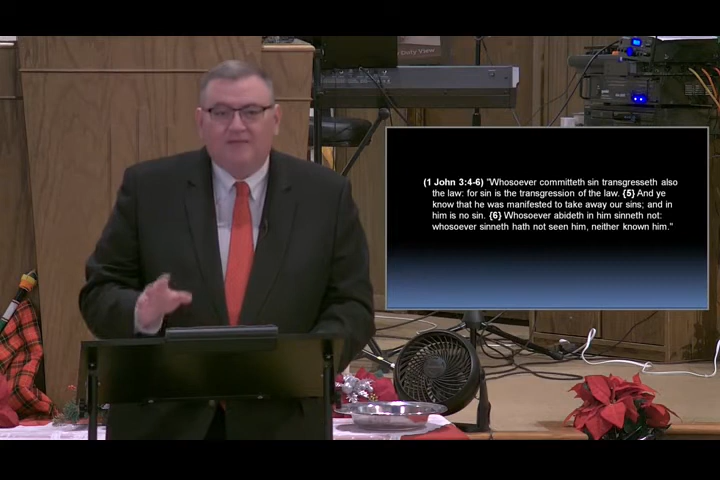 Duty View
(1 John 3:4-6) "Whosoever committeth sin transgresseth also
the law: for sin is the transgression of the law. {5} And ye
know that he was manifested to take away our sins; and in
him is no sin. {6} Whosoever abideth in him sinneth not:
whosoever sinneth hath not seen him, neither known him."